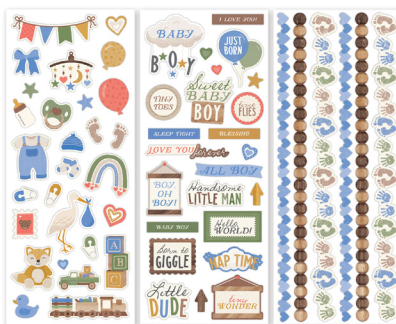 I LOVE YOU!
BABY
JUST
BORN
BOY
Sweet
BABY
BOY
TINY
TOES
time
FLIES
SLEEP TIGHT
BLESSING
LOVE YOU
forever
ALL BOY
BOY,
OH
BOY!
Handsome
LITTLE MAN
BABY BOY
Hello
WORLD!
Born to
GIGGLE
NAP TIME
Little
DUDE
tiny
WONDER
A
B
C